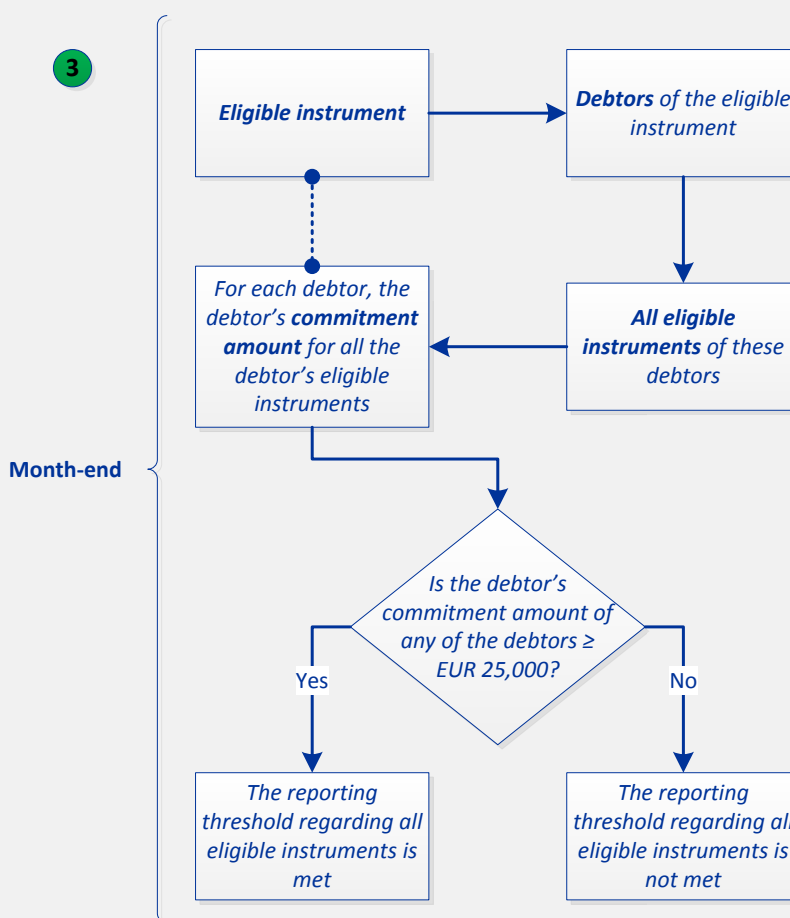 3
Eligible instrument
Debtors of the eligible
instrument
For each debtor, the
debtor's commitment
amount for all the
debtor's eligible
instruments
All eligible
instruments of these
debtors
Month-end
Is the debtor's
commitment amount of
any of the debtors ≥
EUR 25,000?
Yes
No
The reporting
threshold regarding all
eligible instruments is
met
The reporting
threshold regarding all
eligible instruments is
not met